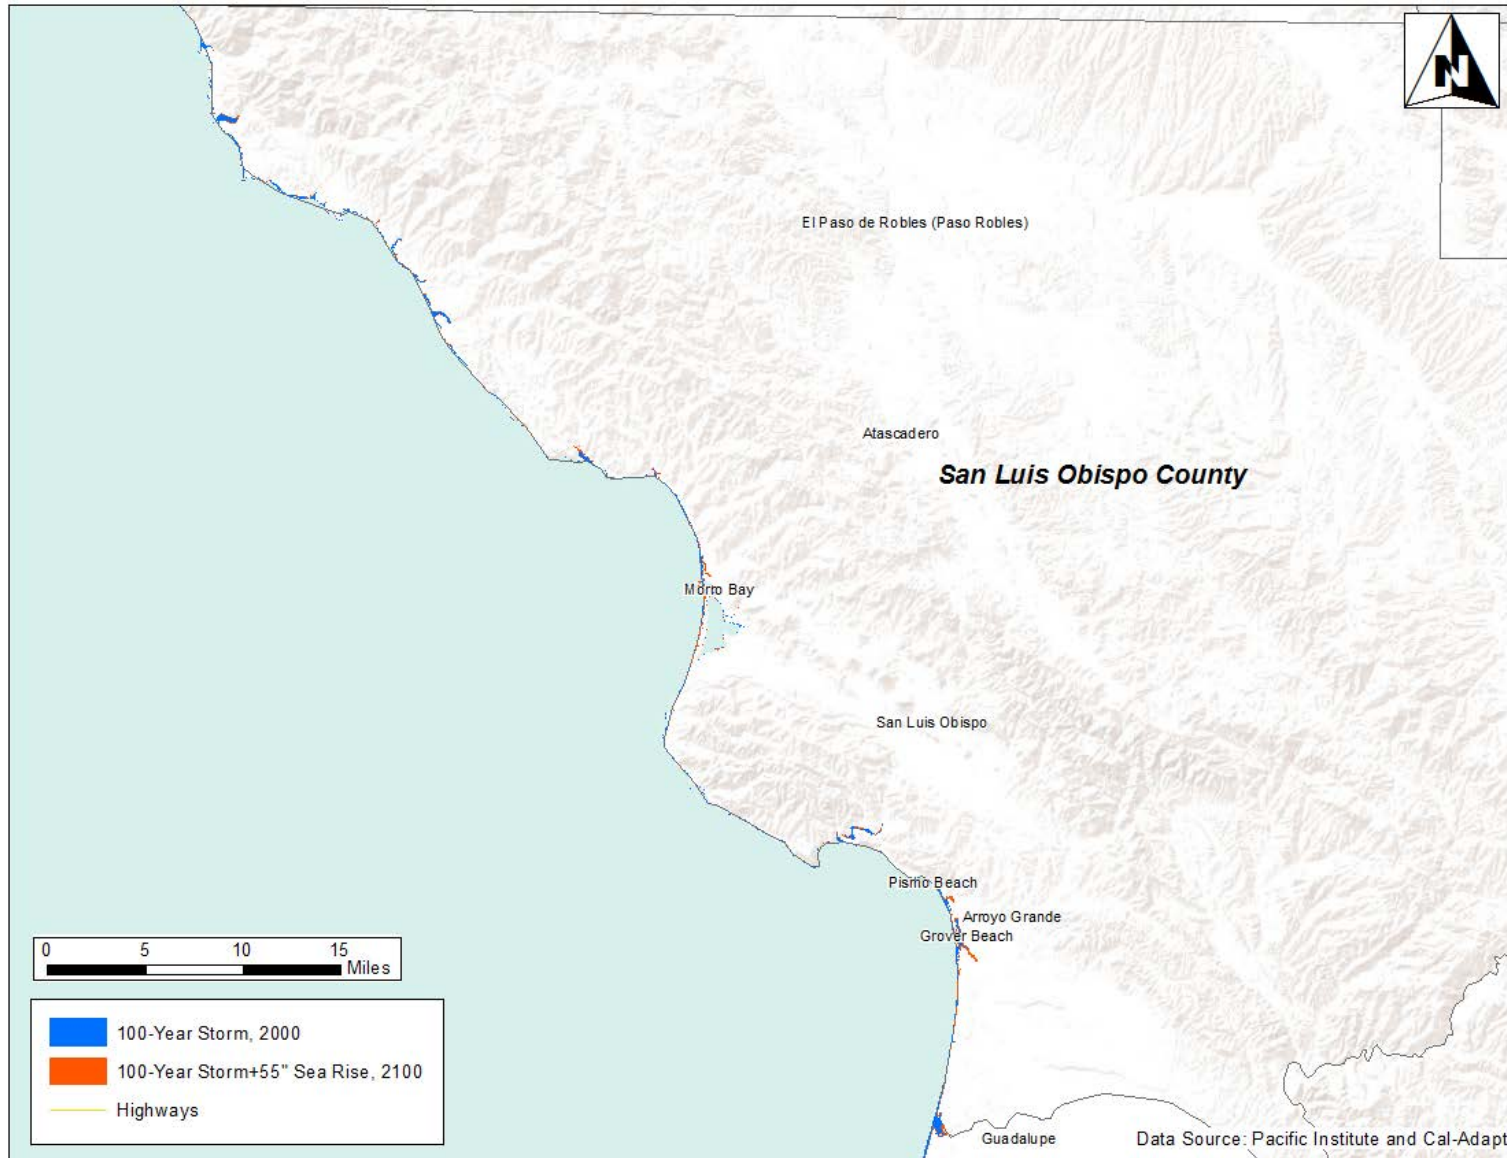 N
El Paso de Robles (Paso Robles)
Atascadero
San Luis Obispo County
Morro Bay
San Luis Obispo
Pismo Beach
Arroyo Grande
Grover Beach
0 5 10 15
Miles
100-Year Storm, 2000
100-Year Storm+55" Sea Rise, 2100
Highways
Guadalupe
Data Source: Pacific Institute and Cal-Adapt